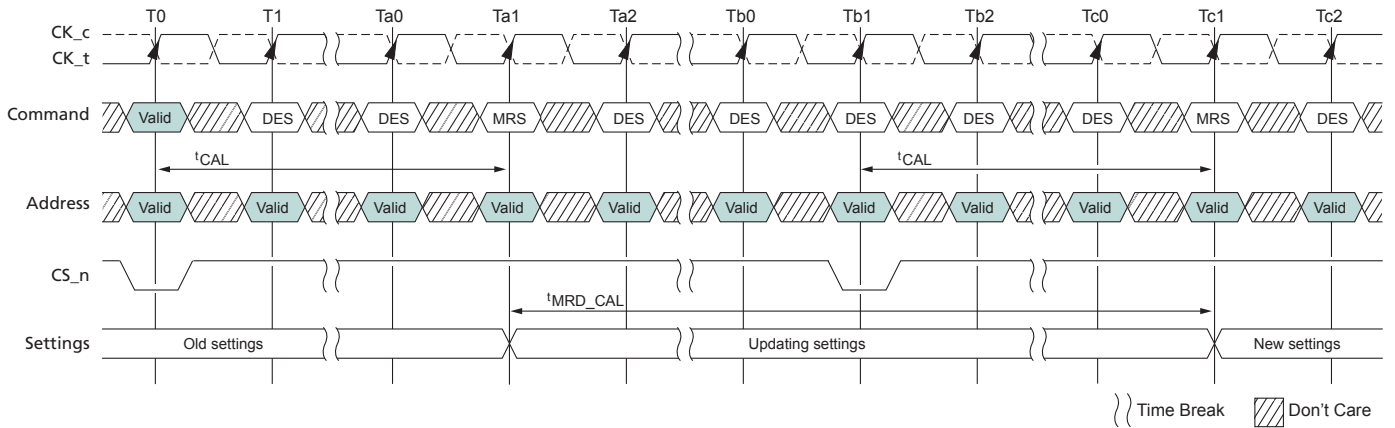 T0 T1 Ta0 Ta1 Ta2 Tb0 Tb1 Tb2 Tc0 Tc1 Tc2
CK_c
CK_t
Command Valid DES DES MRS DES DES DES DES DES MRS DES
tCAL tCAL
Address Valid Valid Valid Valid Valid Valid Valid Valid Valid Valid Valid
CS_n
tMRD_CAL
Settings Old settings Updating settings New settings
Time Break Don't Care